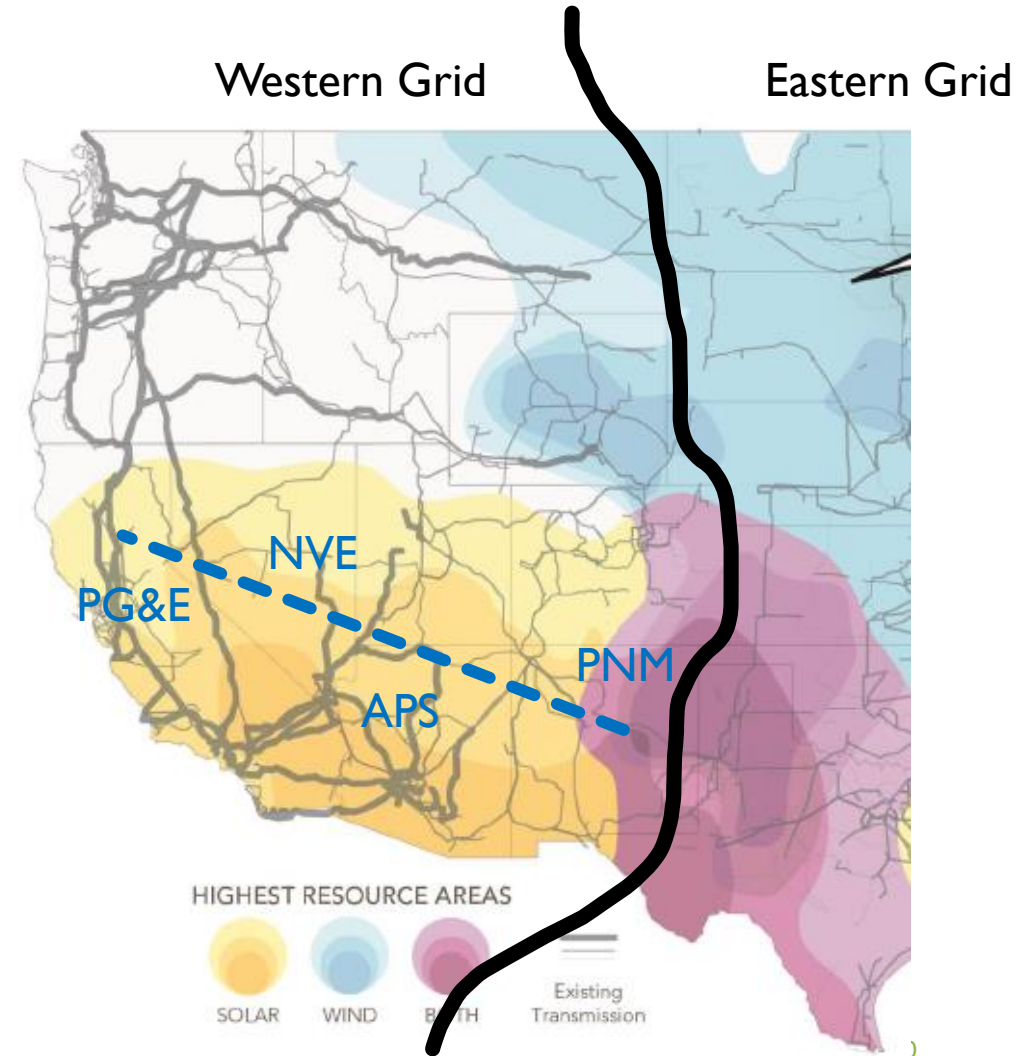 Western Grid
Eastern Grid
NVE
PG&E
PNM
APS
HIGHEST RESOURCE AREAS
SOLAR
WIND
Existing
Transmission
)